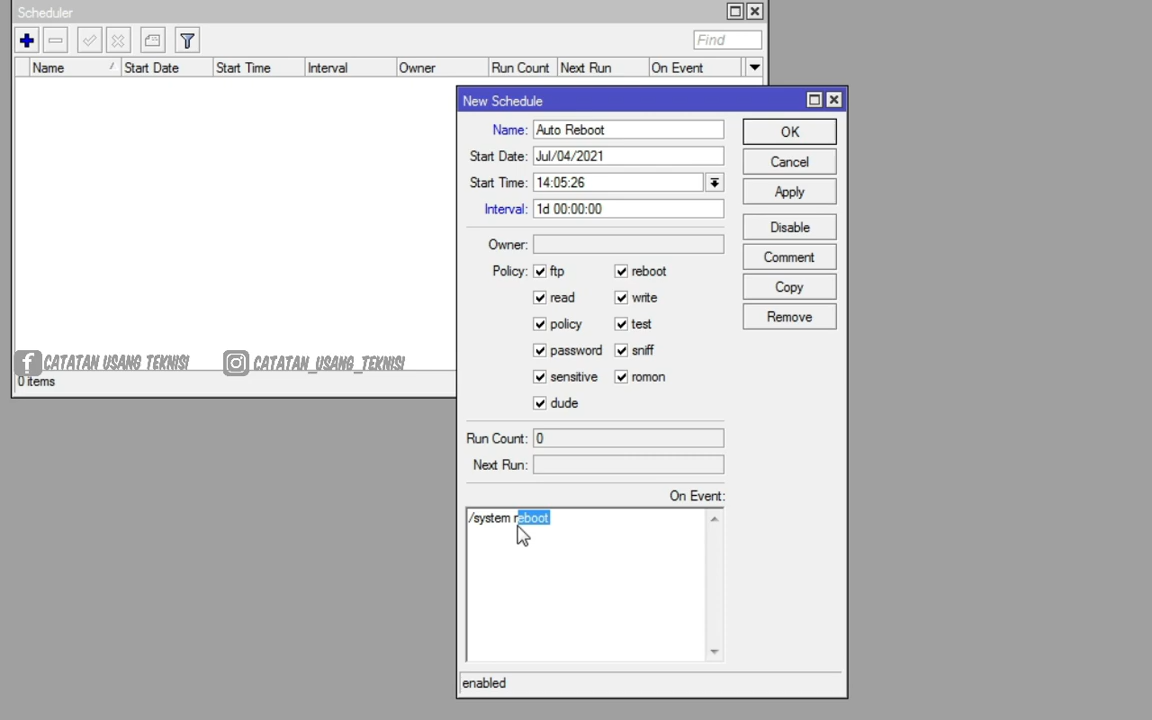 Scheduler
Find
Name / Start Date Start Time Interval Owner Run Count Next Run On Event
New Schedule
Name: Auto Reboot
OK
Start Date: Jul/04/2021
Cancel
Start Time: 14:05:26
Apply
Interval: 1d 00:00:00
Disable
Owner:
Comment
Policy: ftp reboot
Copy
read write
Remove
policy test
password sniff
sensitive romon
dude
CATATAN USANG TEKNISI CATATAN_USANG_TEKNISI
0 items
Run Count: 0
Next Run:
On Event:
/system reboot
enabled